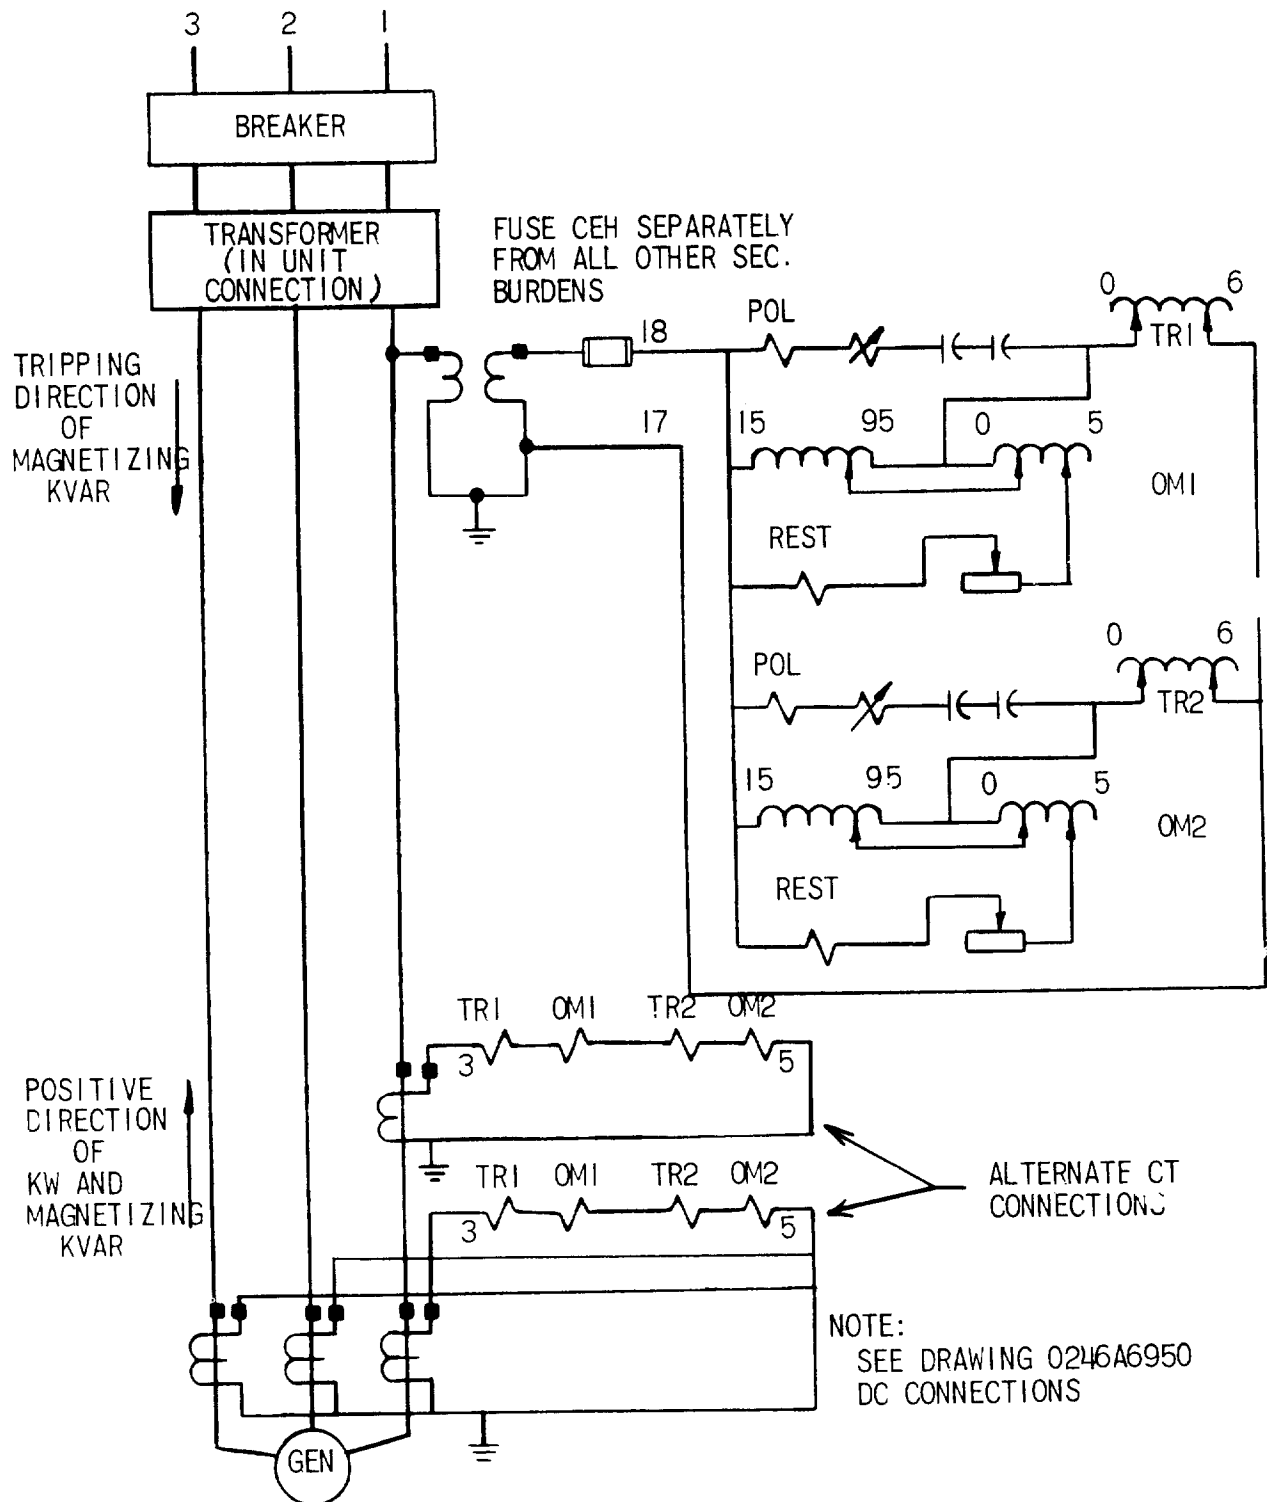 3 2 1
BREAKER
TRANSFORMER
(IN UNIT
CONNECTION)
FUSE CEH SEPARATELY
FROM ALL OTHER SEC.
BURDENS
TRIPPING
DIRECTION
OF
MAGNETIZING
KVAR
18
17
POL
0 6
TR1
15 95 0 5
OM1
REST
0 6
POL
TR2
15 95 0 5
OM2
REST
TR1 OM1 TR2 OM2
3 5
POSITIVE
DIRECTION
OF
KW AND
MAGNETIZING
KVAR
TR1 OM1 TR2 OM2
3 5
ALTERNATE CT
CONNECTIONS
NOTE:
SEE DRAWING 0246A6950
DC CONNECTIONS
GEN